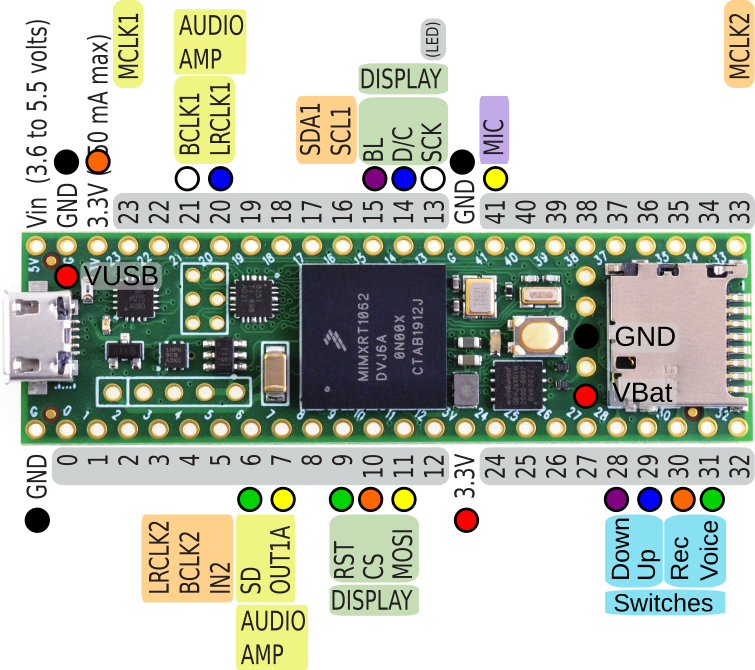 Vin (3.6 to 5.5 volts)
GND
3.3V (250 mA max)
MCLK1
AUDIO
AMP
BCLK1
LRCLK1
SDA1
SCL1
(LED)
DISPLAY
BL
D/C
SCK
GND
MIC
MCLK2
23 22 21 20 19 18 17 16 15 14 13 41 40 39 38 37 36 35 34 33
VUSB
MIMXRT1062
DVJ6A
0N00X
CTAB1912J
GND
VBat
GND
0 1 2 3 4 5 6 7 8 9 10 11 12 3.3V 24 25 26 27 28 29 30 31 32
LRCLK2
BCLK2
IN2
SD
OUT1A
AUDIO
AMP
RST
CS
MOSI
DISPLAY
Down
Up
Rec
Voice
Switches